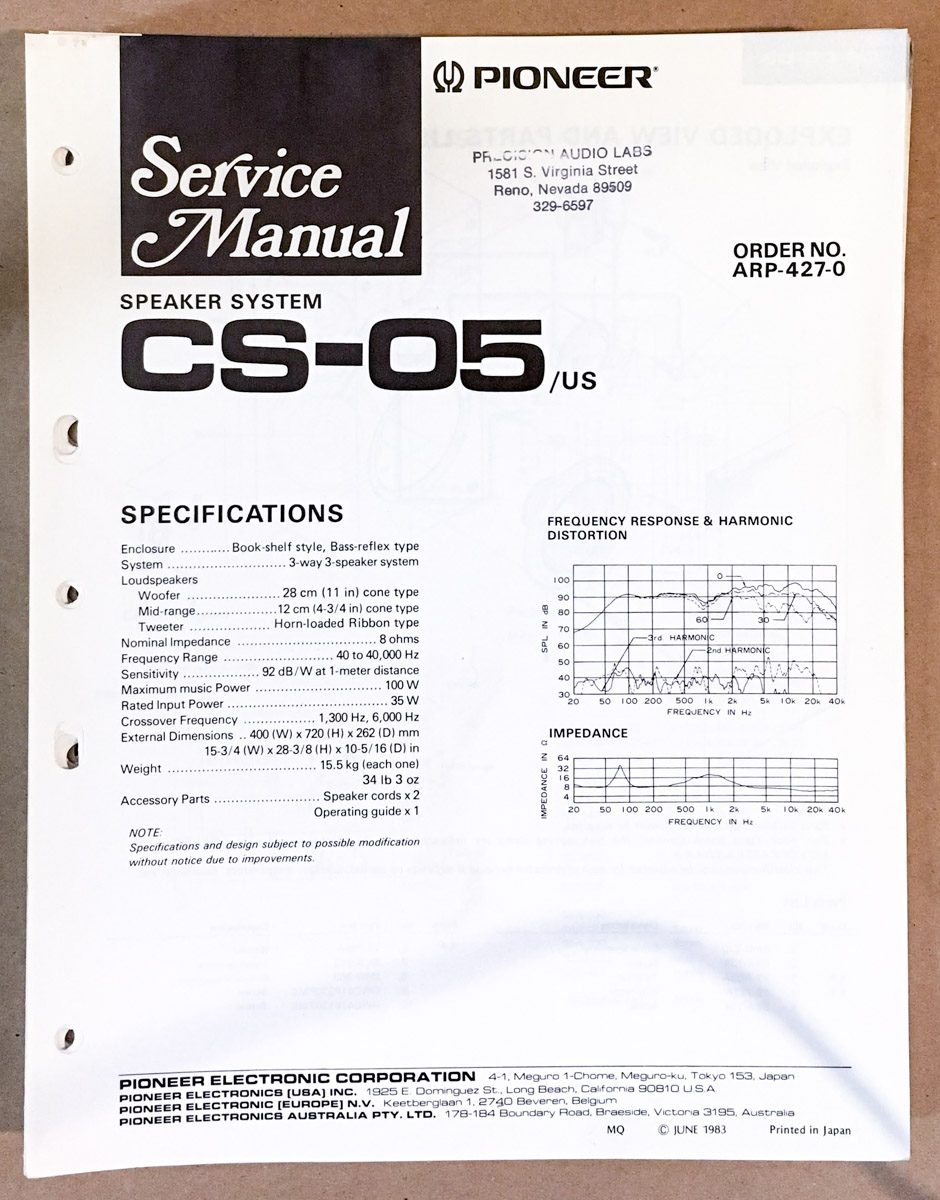 Service
Manual
PIONEER®
AUDIO LABS
1581 S. Virginia Street
Reno, Nevada 89509
329-6597
ORDER NO.
ARP-427-0
SPEAKER SYSTEM
CS-05/US
SPECIFICATIONS
Enclosure ............ Book-shelf style, Bass-reflex type
System ............................ 3-way 3-speaker system
Loudspeakers
Woofer ....................... 28 cm (11 in) cone type
Mid-range................... 12 cm (4-3/4 in) cone type
Tweeter .................... Horn-loaded Ribbon type
Nominal Impedance ................................... 8 ohms
Frequency Range .......................... 40 to 40,000 Hz
Sensitivity .................. 92 dB/W at 1-meter distance
Maximum music Power .............................. 100 W
Rated Input Power ....................................... 35 W
Crossover Frequency ................. 1,300 Hz, 6,000 Hz
External Dimensions .. 400 (W) x 720 (H) x 262 (D) mm
15-3/4 (W) x 28-3/8 (H) x 10-5/16 (D) in
Weight ................................... 15.5 kg (each one)
34 lb 3 oz
Accessory Parts ......................... Speaker cords x 2
Operating guide x 1
NOTE:
Specifications and design subject to possible modification
without notice due to improvements.
FREQUENCY RESPONSE & HARMONIC
DISTORTION
SPL IN dB
100
90
80
70
60
50
40
30
0
60
30
3rd HARMONIC
2nd HARMONIC
20 50 100 200 500 1k 2k 5k 10k 20k 40k
FREQUENCY IN Hz
IMPEDANCE
IMPEDANCE IN Ω
64
32
16
8
4
20 50 100 200 500 1k 2k 5k 10k 20k 40k
FREQUENCY IN Hz
PIONEER ELECTRONIC CORPORATION 4-1, Meguro 1-Chome, Meguro-ku, Tokyo 153, Japan
PIONEER ELECTRONICS [USA] INC. 1925 E. Dominguez St., Long Beach, California 90810 U.S.A.
PIONEER ELECTRONIC [EUROPE] N.V. Keetberglaan 1, 2740 Beveren, Belgium
PIONEER ELECTRONICS AUSTRALIA PTY. LTD. 178-184 Boundary Road, Braeside, Victoria 3195, Australia
MQ © JUNE 1983 Printed in Japan